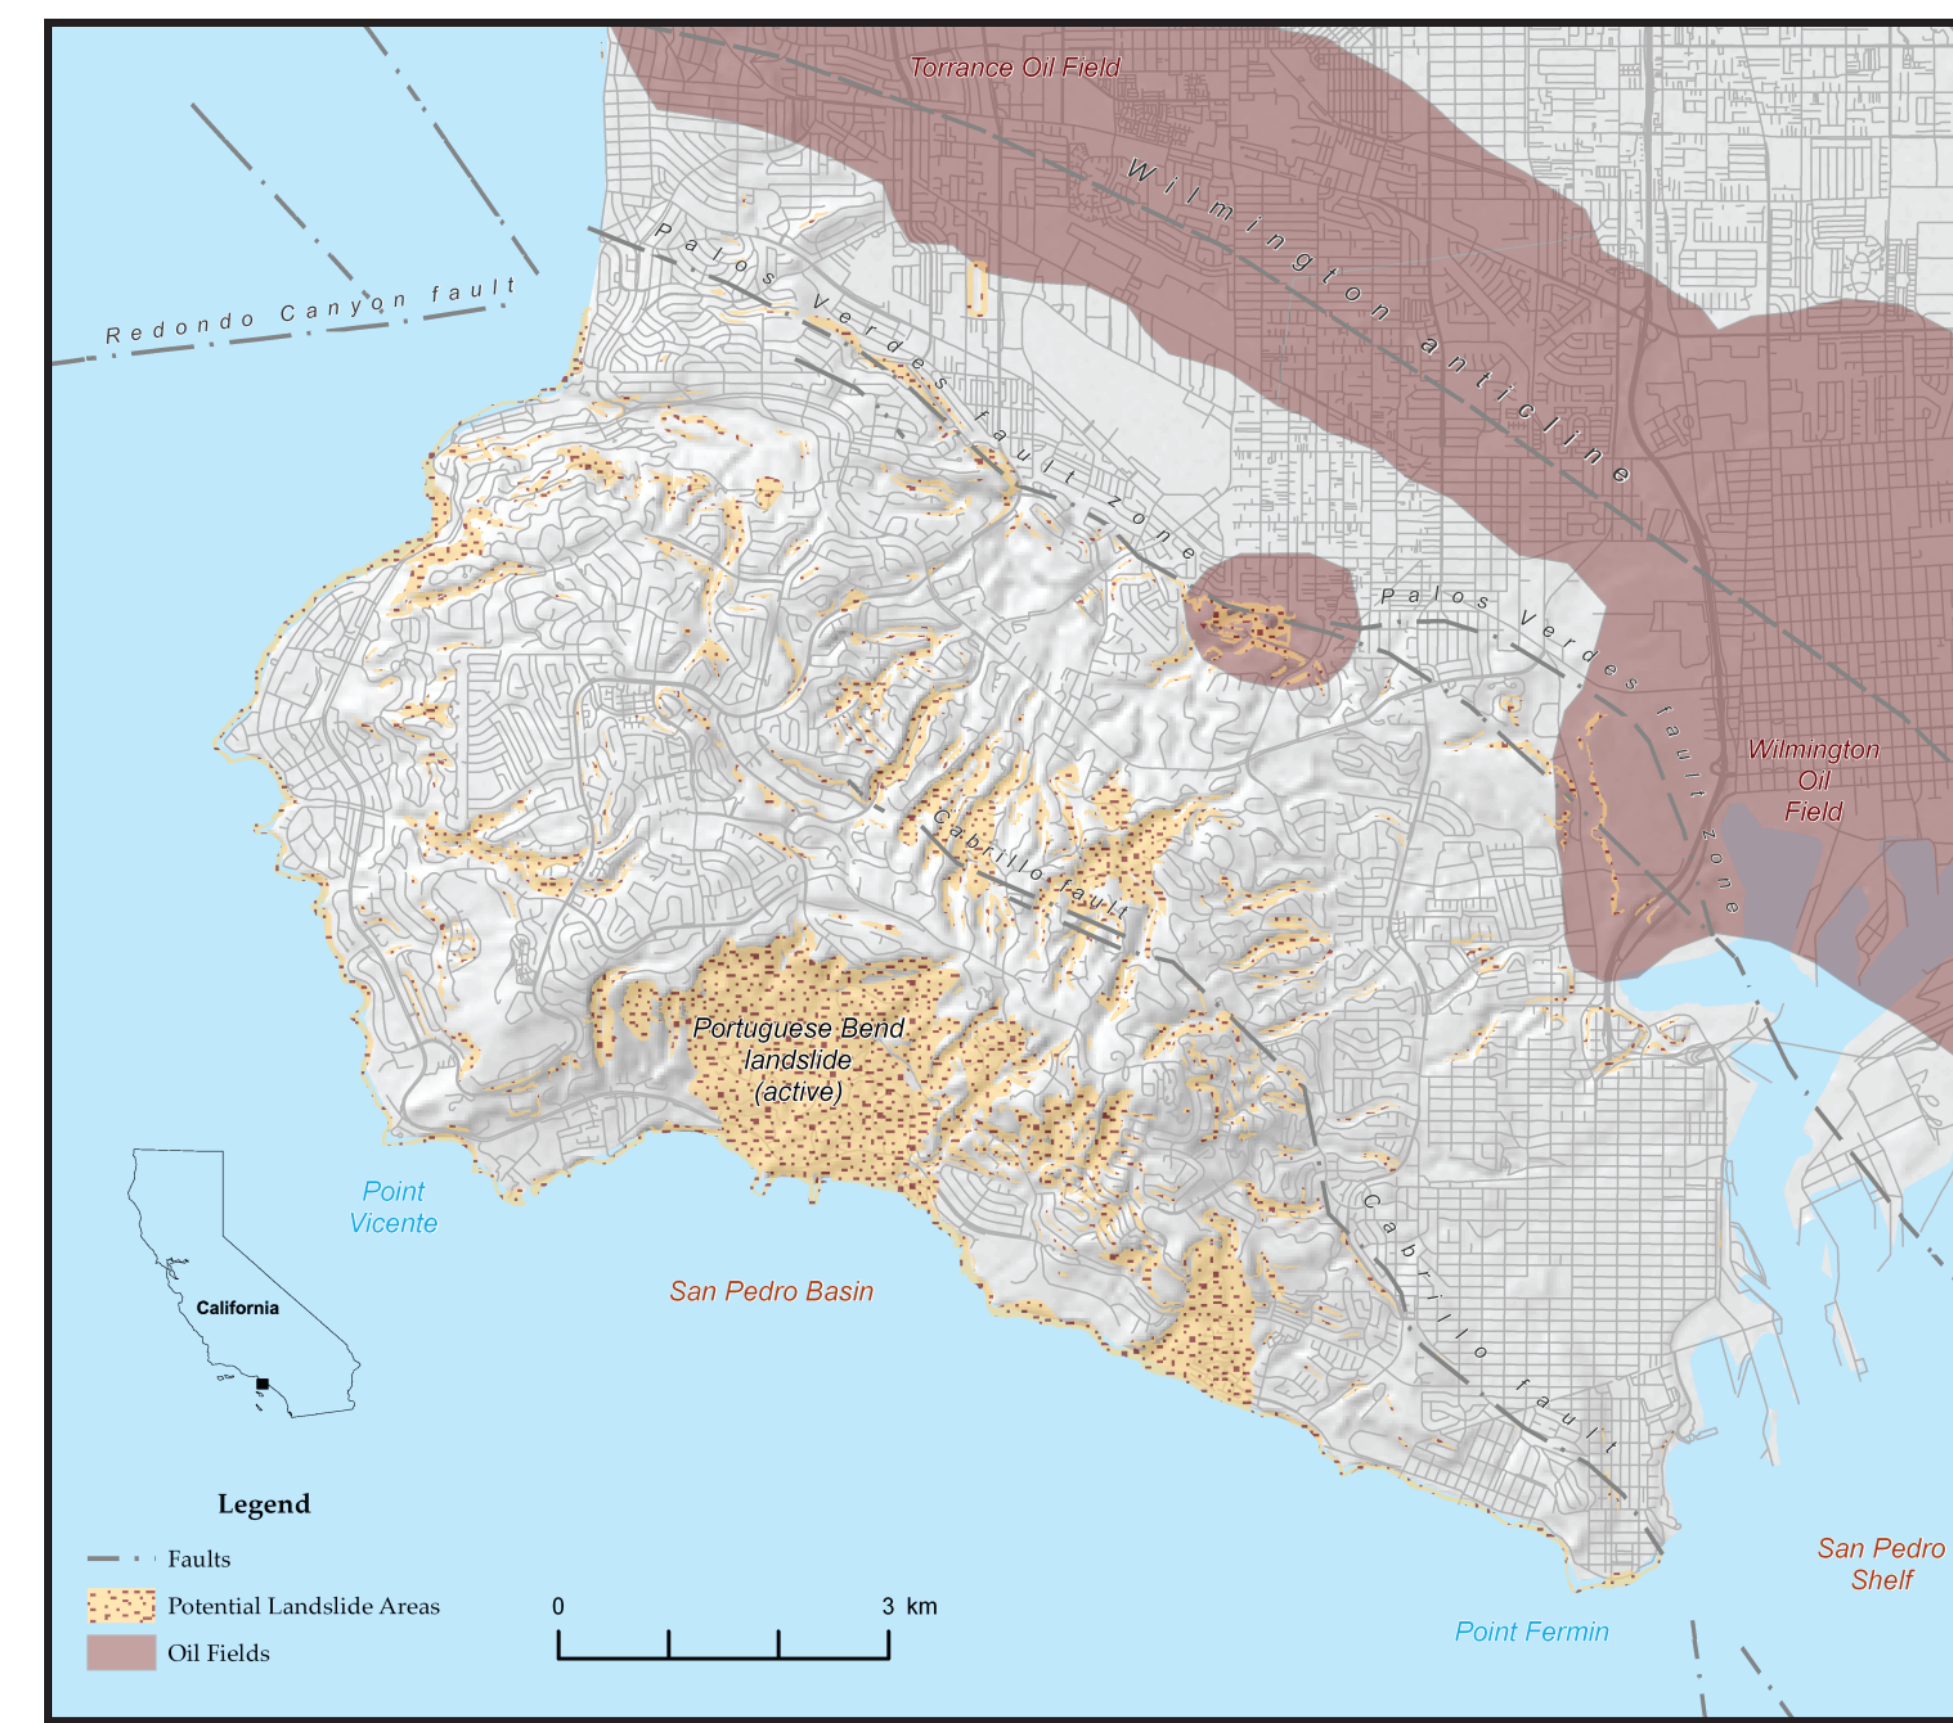 Torrance Oil Field
Wilmington anticline
Palos Verdes fault zone
Redondo Canyon fault
Palos Verdes fault zone
Wilmington
Oil
Field
Cabrillo fault
Portuguese Bend
landslide
(active)
Point
Vicente
San Pedro Basin
Cabrillo fault
California
Legend
Faults
Potential Landslide Areas
Oil Fields
0 3 km
San Pedro
Shelf
Point Fermin